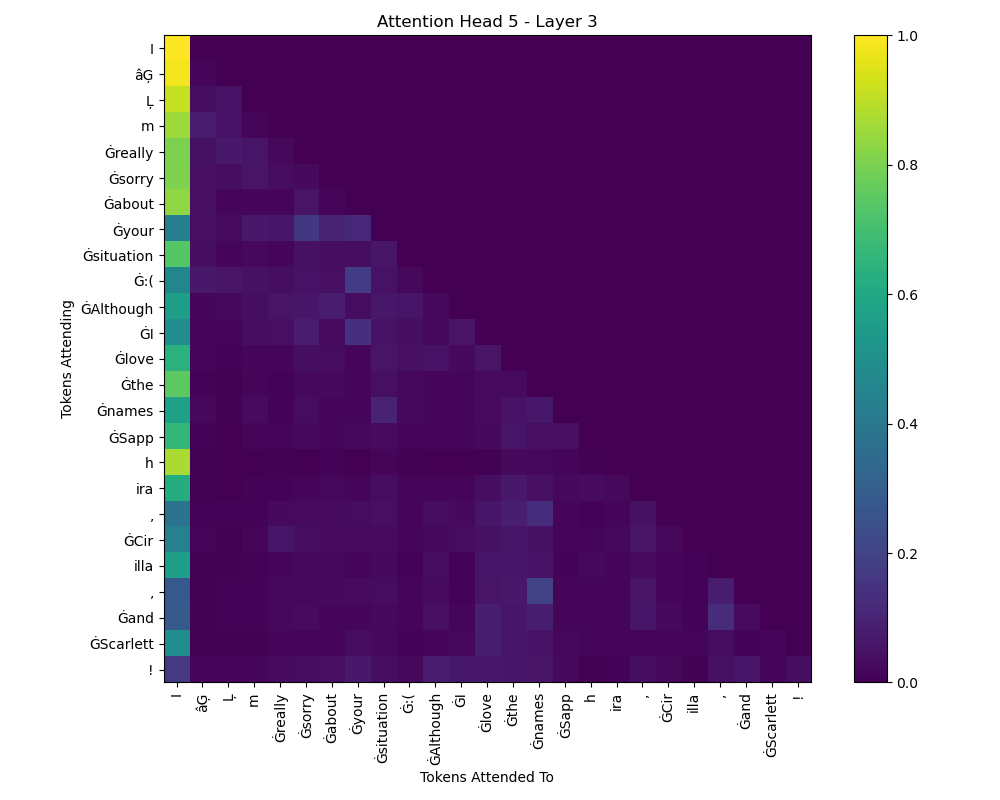 Attention Head 5 - Layer 3
I
âĢ
Ļ
m
Ġreally
Ġsorry
Ġabout
Ġyour
Ġsituation
Ġ:(
ĠAlthough
ĠI
Ġlove
Ġthe
Ġnames
ĠSapp
h
ira
,
ĠCir
illa
,
Ġand
ĠScarlett
!
Tokens Attending
I
âĢ
Ļ
m
Ġreally
Ġsorry
Ġabout
Ġyour
Ġsituation
Ġ:(
ĠAlthough
ĠI
Ġlove
Ġthe
Ġnames
ĠSapp
h
ira
,
ĠCir
illa
,
Ġand
ĠScarlett
!
Tokens Attended To
1.0
0.8
0.6
0.4
0.2
0.0